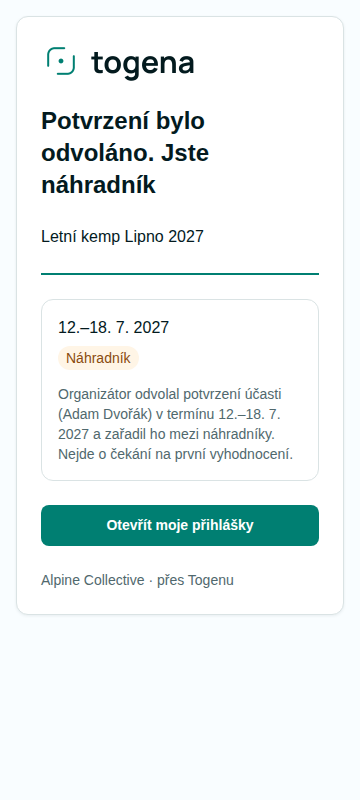 togena
Potvrzení bylo
odvoláno. Jste
náhradník
Letní kemp Lipno 2027
12.–18. 7. 2027
Náhradník
Organizátor odvolal potvrzení účasti
(Adam Dvořák) v termínu 12.–18. 7.
2027 a zařadil ho mezi náhradníky.
Nejde o čekání na první vyhodnocení.
Otevřít moje přihlášky
Alpine Collective · přes Togenu